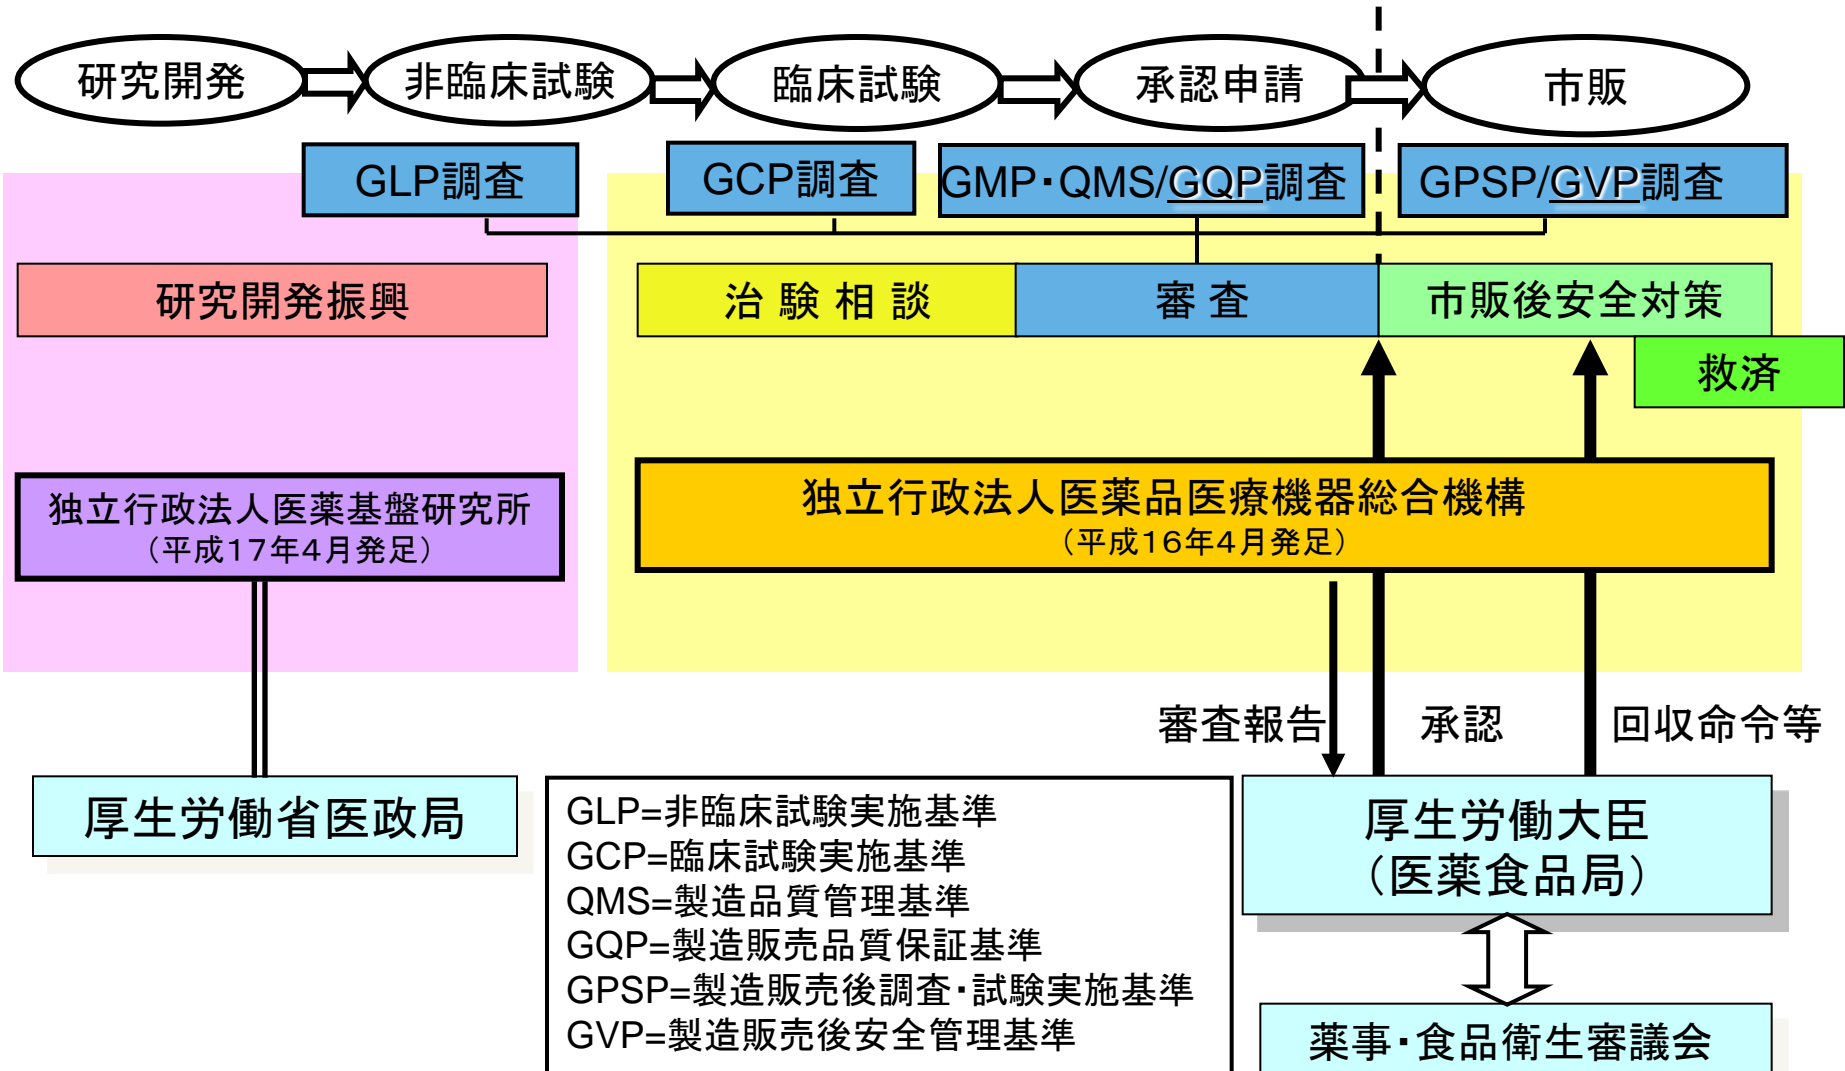 研究開発
非臨床試験
臨床試験
承認申請
市販
GLP調査
GCP調査
GMP・QMS/GQP調査
GPSP/GVP調査
研究開発振興
治験相談
審査
市販後安全対策
救済
独立行政法人医薬基盤研究所
（平成17年4月発足）
独立行政法人医薬品医療機器総合機構
（平成16年4月発足）
審査報告
承認
回収命令等
厚生労働省医政局
GLP=非臨床試験実施基準
GCP=臨床試験実施基準
QMS=製造品質管理基準
GQP=製造販売品質保証基準
GPSP=製造販売後調査・試験実施基準
GVP=製造販売後安全管理基準
厚生労働大臣
（医薬食品局）
薬事・食品衛生審議会